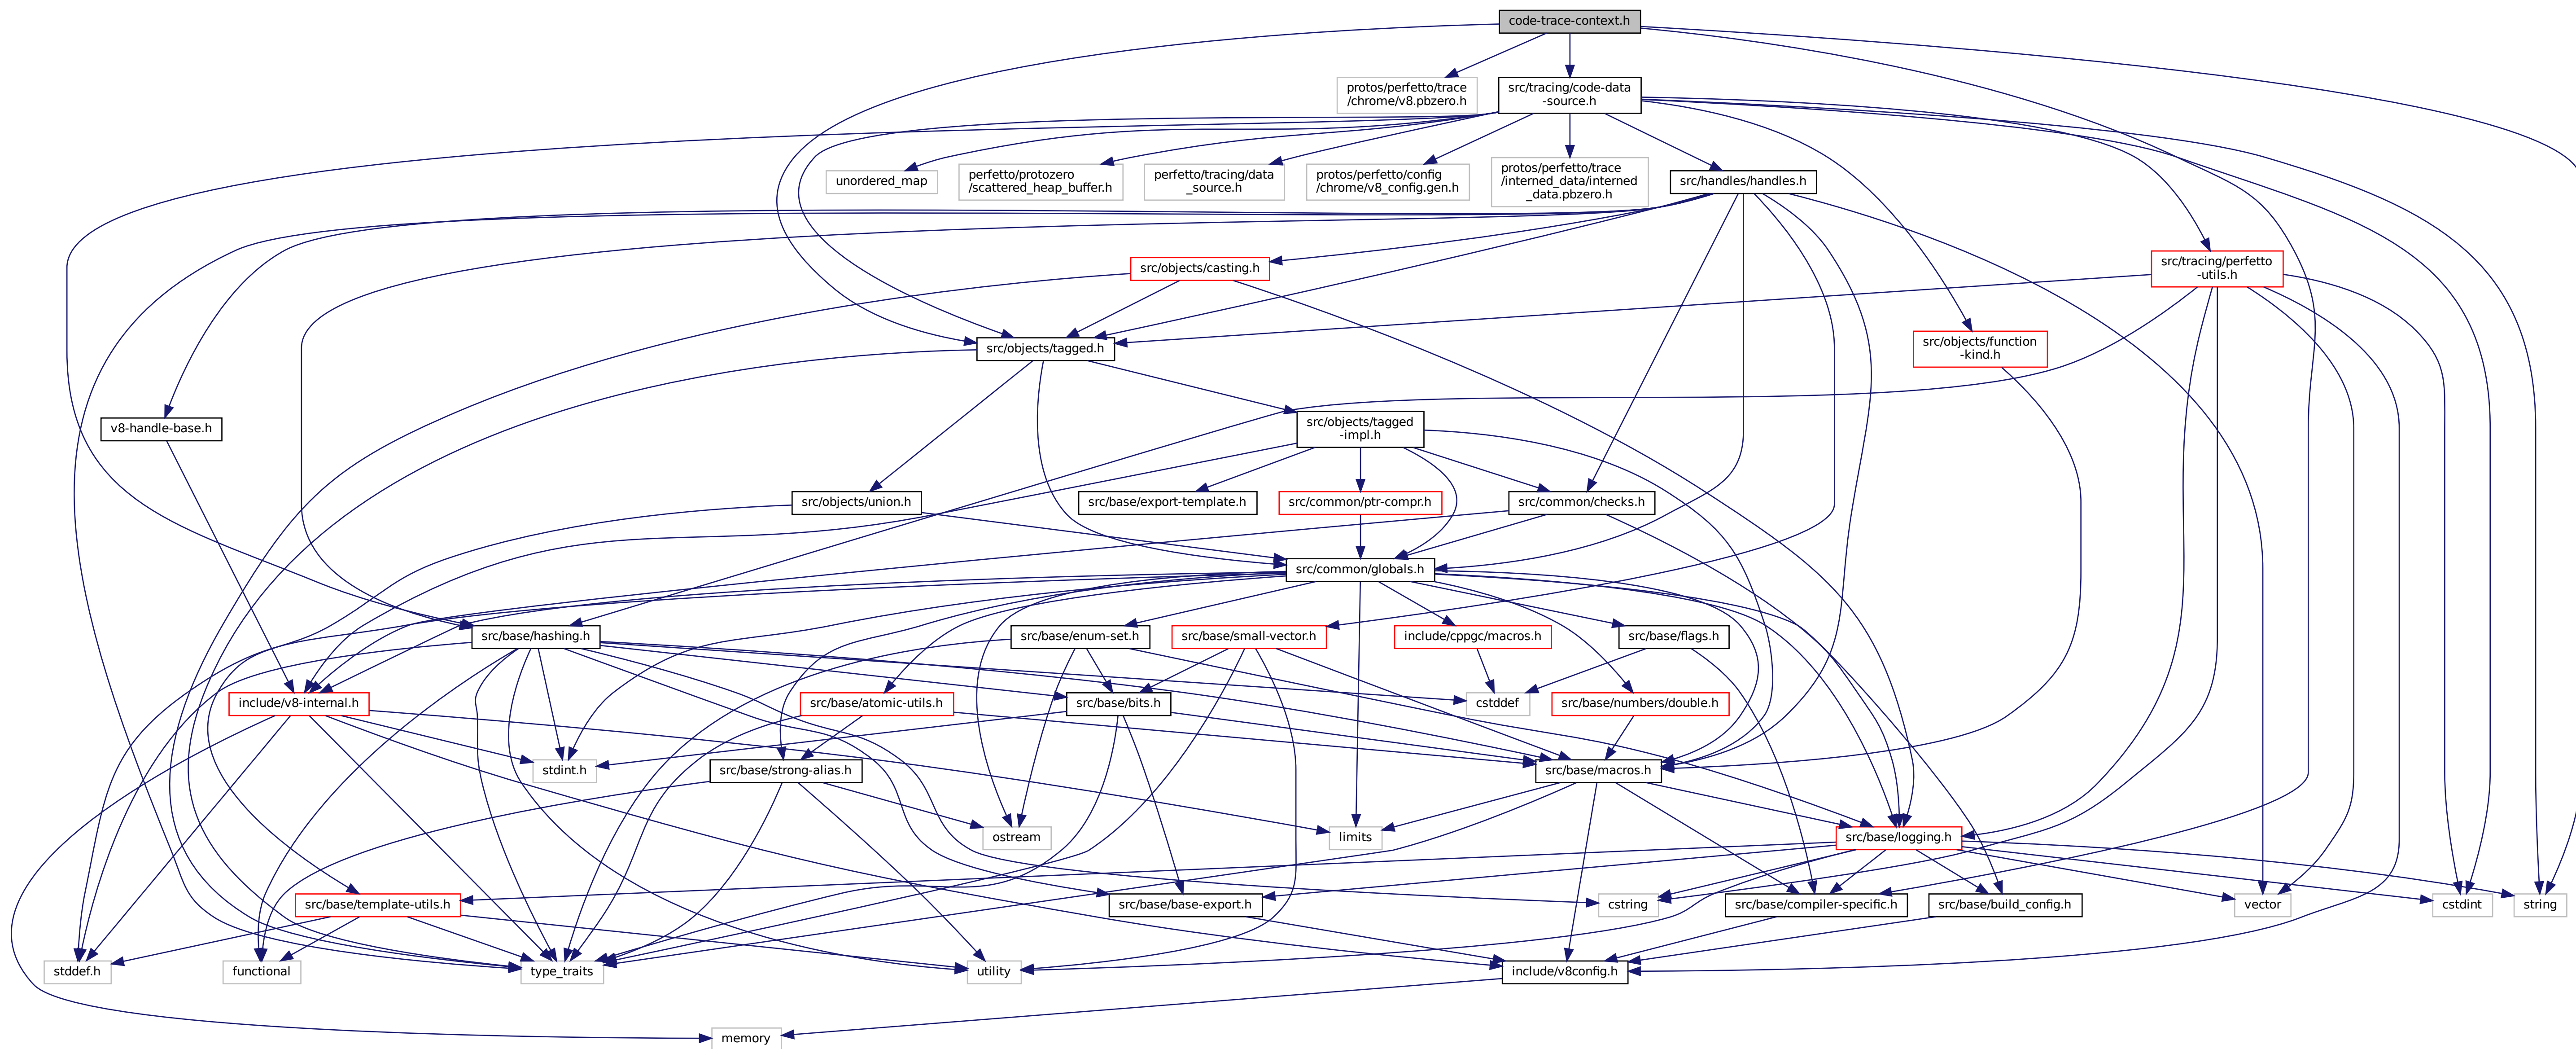 code-trace-context.h
protos/perfetto/trace
/chrome/v8.pbzero.h
src/tracing/code-data
-source.h
unordered_map
perfetto/protozero
/scattered_heap_buffer.h
perfetto/tracing/data
_source.h
protos/perfetto/config
/chrome/v8_config.gen.h
protos/perfetto/trace
/interned_data/interned
_data.pbzero.h
src/handles/handles.h
src/objects/casting.h
src/tracing/perfetto
-utils.h
src/objects/tagged.h
src/objects/function
-kind.h
v8-handle-base.h
src/objects/tagged
-impl.h
src/objects/union.h
src/base/export-template.h
src/common/ptr-compr.h
src/common/checks.h
src/common/globals.h
src/base/hashing.h
src/base/enum-set.h
src/base/small-vector.h
include/cppgc/macros.h
src/base/flags.h
include/v8-internal.h
src/base/atomic-utils.h
src/base/bits.h
cstddef
src/base/numbers/double.h
stdint.h
src/base/strong-alias.h
src/base/macros.h
ostream
limits
src/base/logging.h
src/base/template-utils.h
src/base/base-export.h
cstring
src/base/compiler-specific.h
src/base/build_config.h
vector
cstdint
string
stddef.h
functional
type_traits
utility
include/v8config.h
memory